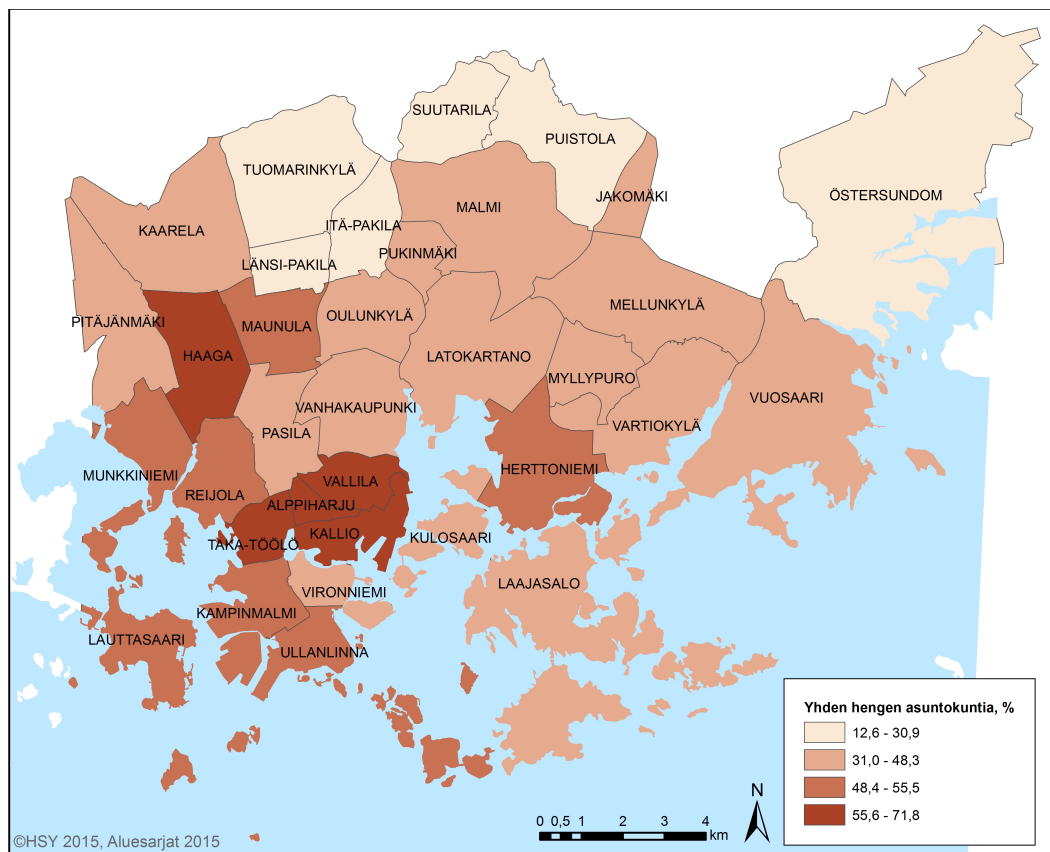 SUUTARILA
PUISTOLA
TUOMARINKYLÄ
JAKOMÄKI
ÖSTERSUNDOM
MALMI
ITÄ-PAKILA
KAARELA
PUKINMÄKI
LÄNSI-PAKILA
MELLUNKYLÄ
OULUNKYLÄ
PITÄJÄNMÄKI
MAUNULA
HAAGA
LATOKARTANO
MYLLYPURO
VUOSAARI
VANHAKAUPUNKI
VARTIOKYLÄ
PASILA
HERTTONIEMI
MUNKKINIEMI
VALLILA
REIJOLA
ALPPIHARJU
KALLIO
KULOSAARI
TAKA-TÖÖLÖ
LAAJASALO
VIRONNIEMI
KAMPINMALMI
LAUTTASAARI
ULLANLINNA
Yhden hengen asuntokuntia, %
12,6 - 30,9
31,0 - 48,3
48,4 - 55,5
55,6 - 71,8
N
0 0,5 1 2 3 4
km
©HSY 2015, Aluesarjat 2015